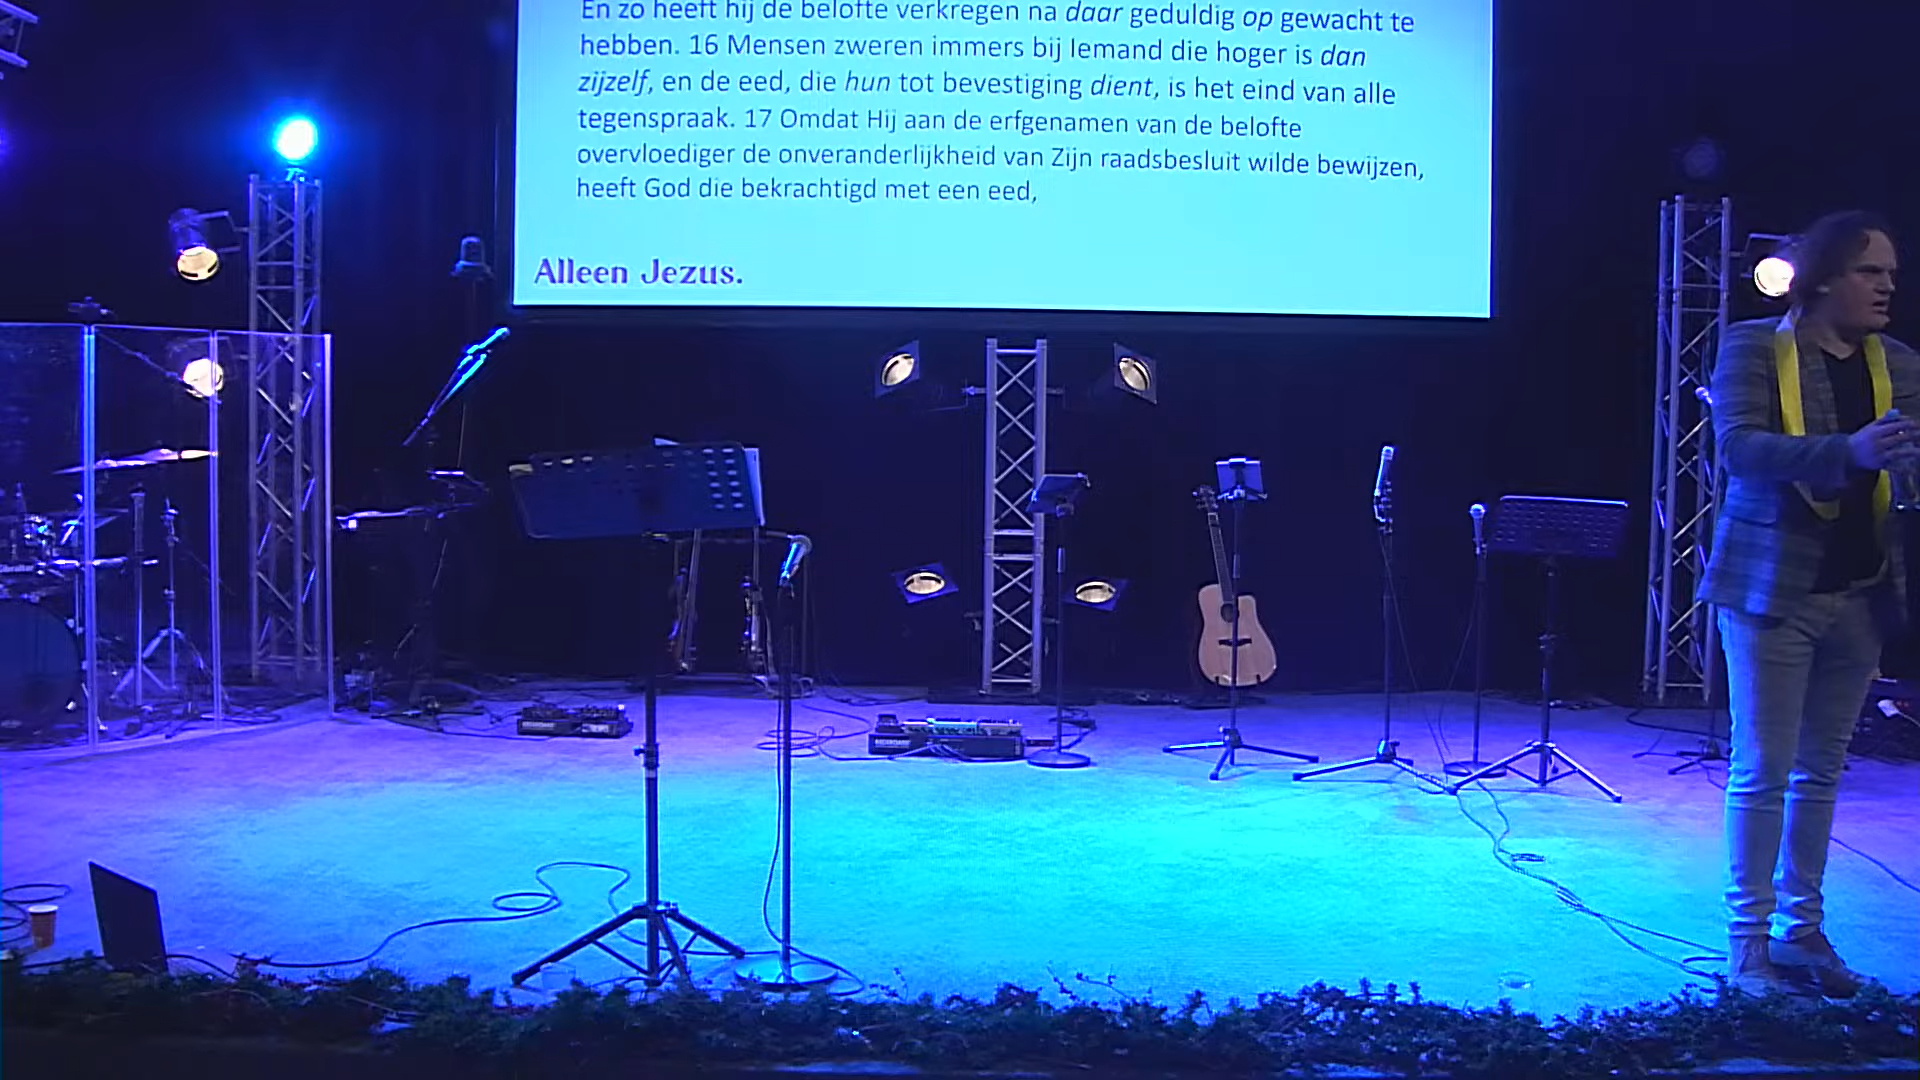 En zo heeft hij de belofte verkregen na daar geduldig op gewacht te
hebben. 16 Mensen zweren immers bij Iemand die hoger is dan
zijzelf, en de eed, die hun tot bevestiging dient, is het eind van alle
tegenspraak. 17 Omdat Hij aan de erfgenamen van de belofte
overvloediger de onveranderlijkheid van Zijn raadsbesluit wilde bewijzen,
heeft God die bekrachtigd met een eed,
Alleen Jezus.